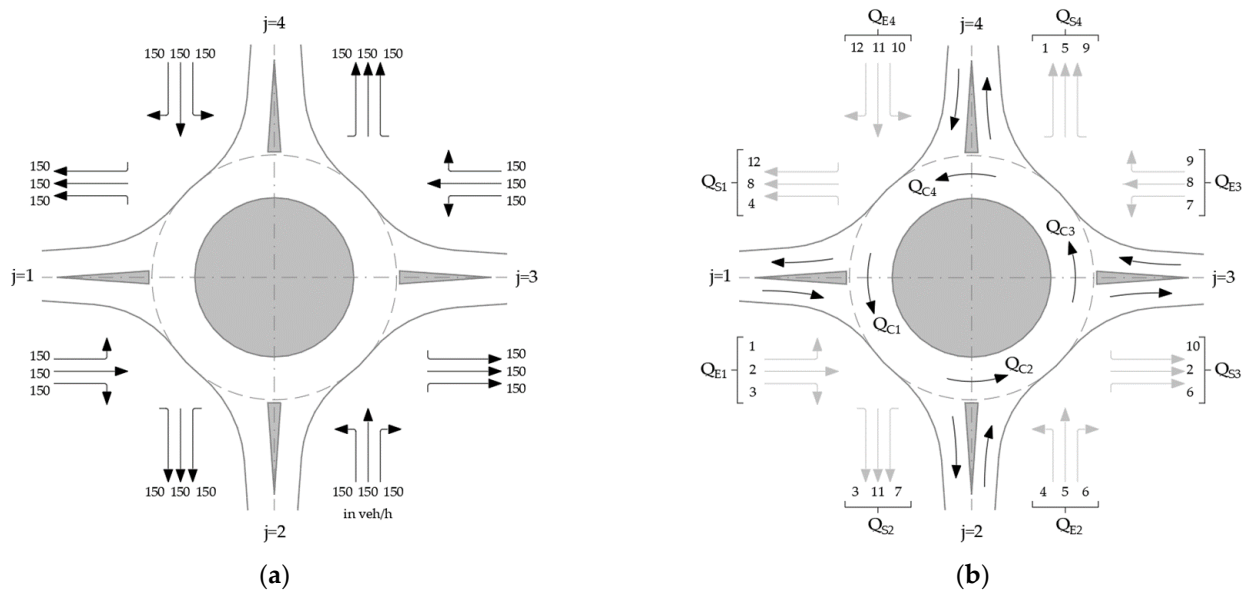 j=4
150 150 150
150 150 150
150
150
150
150
150
150
j=1
j=3
150
150
150
150
150
150
150 150 150
150 150 150
in veh/h
j=2
(a)
Q_E4
j=4
Q_S4
12 11 10
1 5 9
Q_S1
12
8
4
9
8
7
Q_E3
Q_C4
Q_C3
j=1
j=3
Q_C1
Q_C2
Q_E1
1
2
3
10
2
6
Q_S3
3 11 7
4 5 6
Q_S2
j=2
Q_E2
(b)